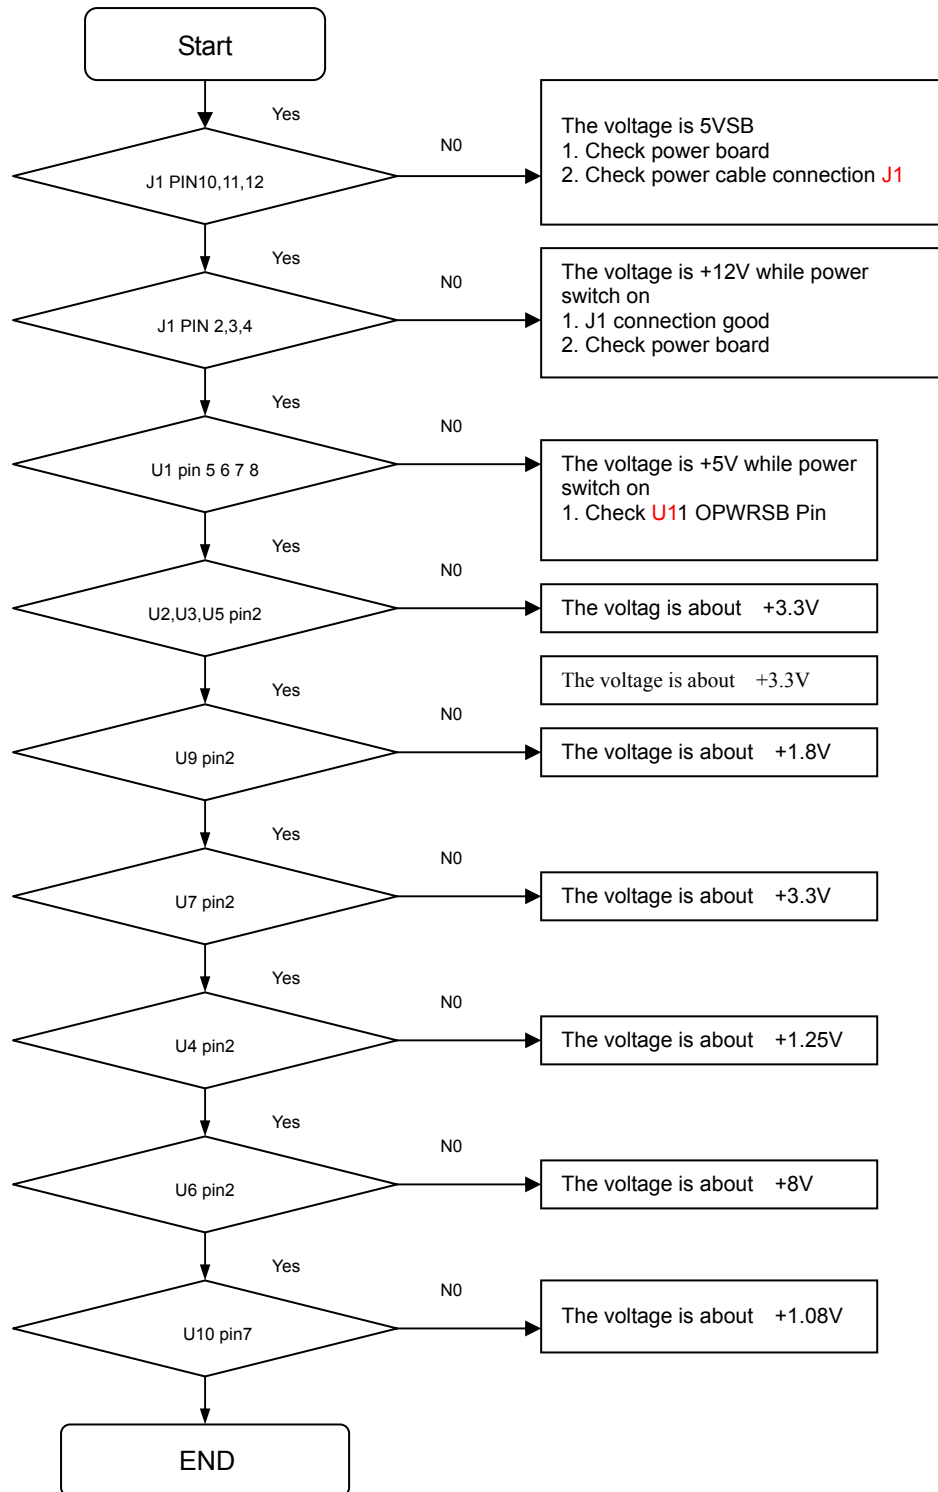 Start
Yes
N0
J1 PIN10,11,12
The voltage is 5VSB
1. Check power board
2. Check power cable connection J1
Yes
N0
J1 PIN 2,3,4
The voltage is +12V while power
switch on
1. J1 connection good
2. Check power board
Yes
N0
U1 pin 5 6 7 8
The voltage is +5V while power
switch on
1. Check U11 OPWRSB Pin
Yes
N0
U2,U3,U5 pin2
The voltag is about +3.3V
The voltage is about +3.3V
Yes
N0
U9 pin2
The voltage is about +1.8V
Yes
N0
U7 pin2
The voltage is about +3.3V
Yes
N0
U4 pin2
The voltage is about +1.25V
Yes
N0
U6 pin2
The voltage is about +8V
Yes
N0
U10 pin7
The voltage is about +1.08V
END